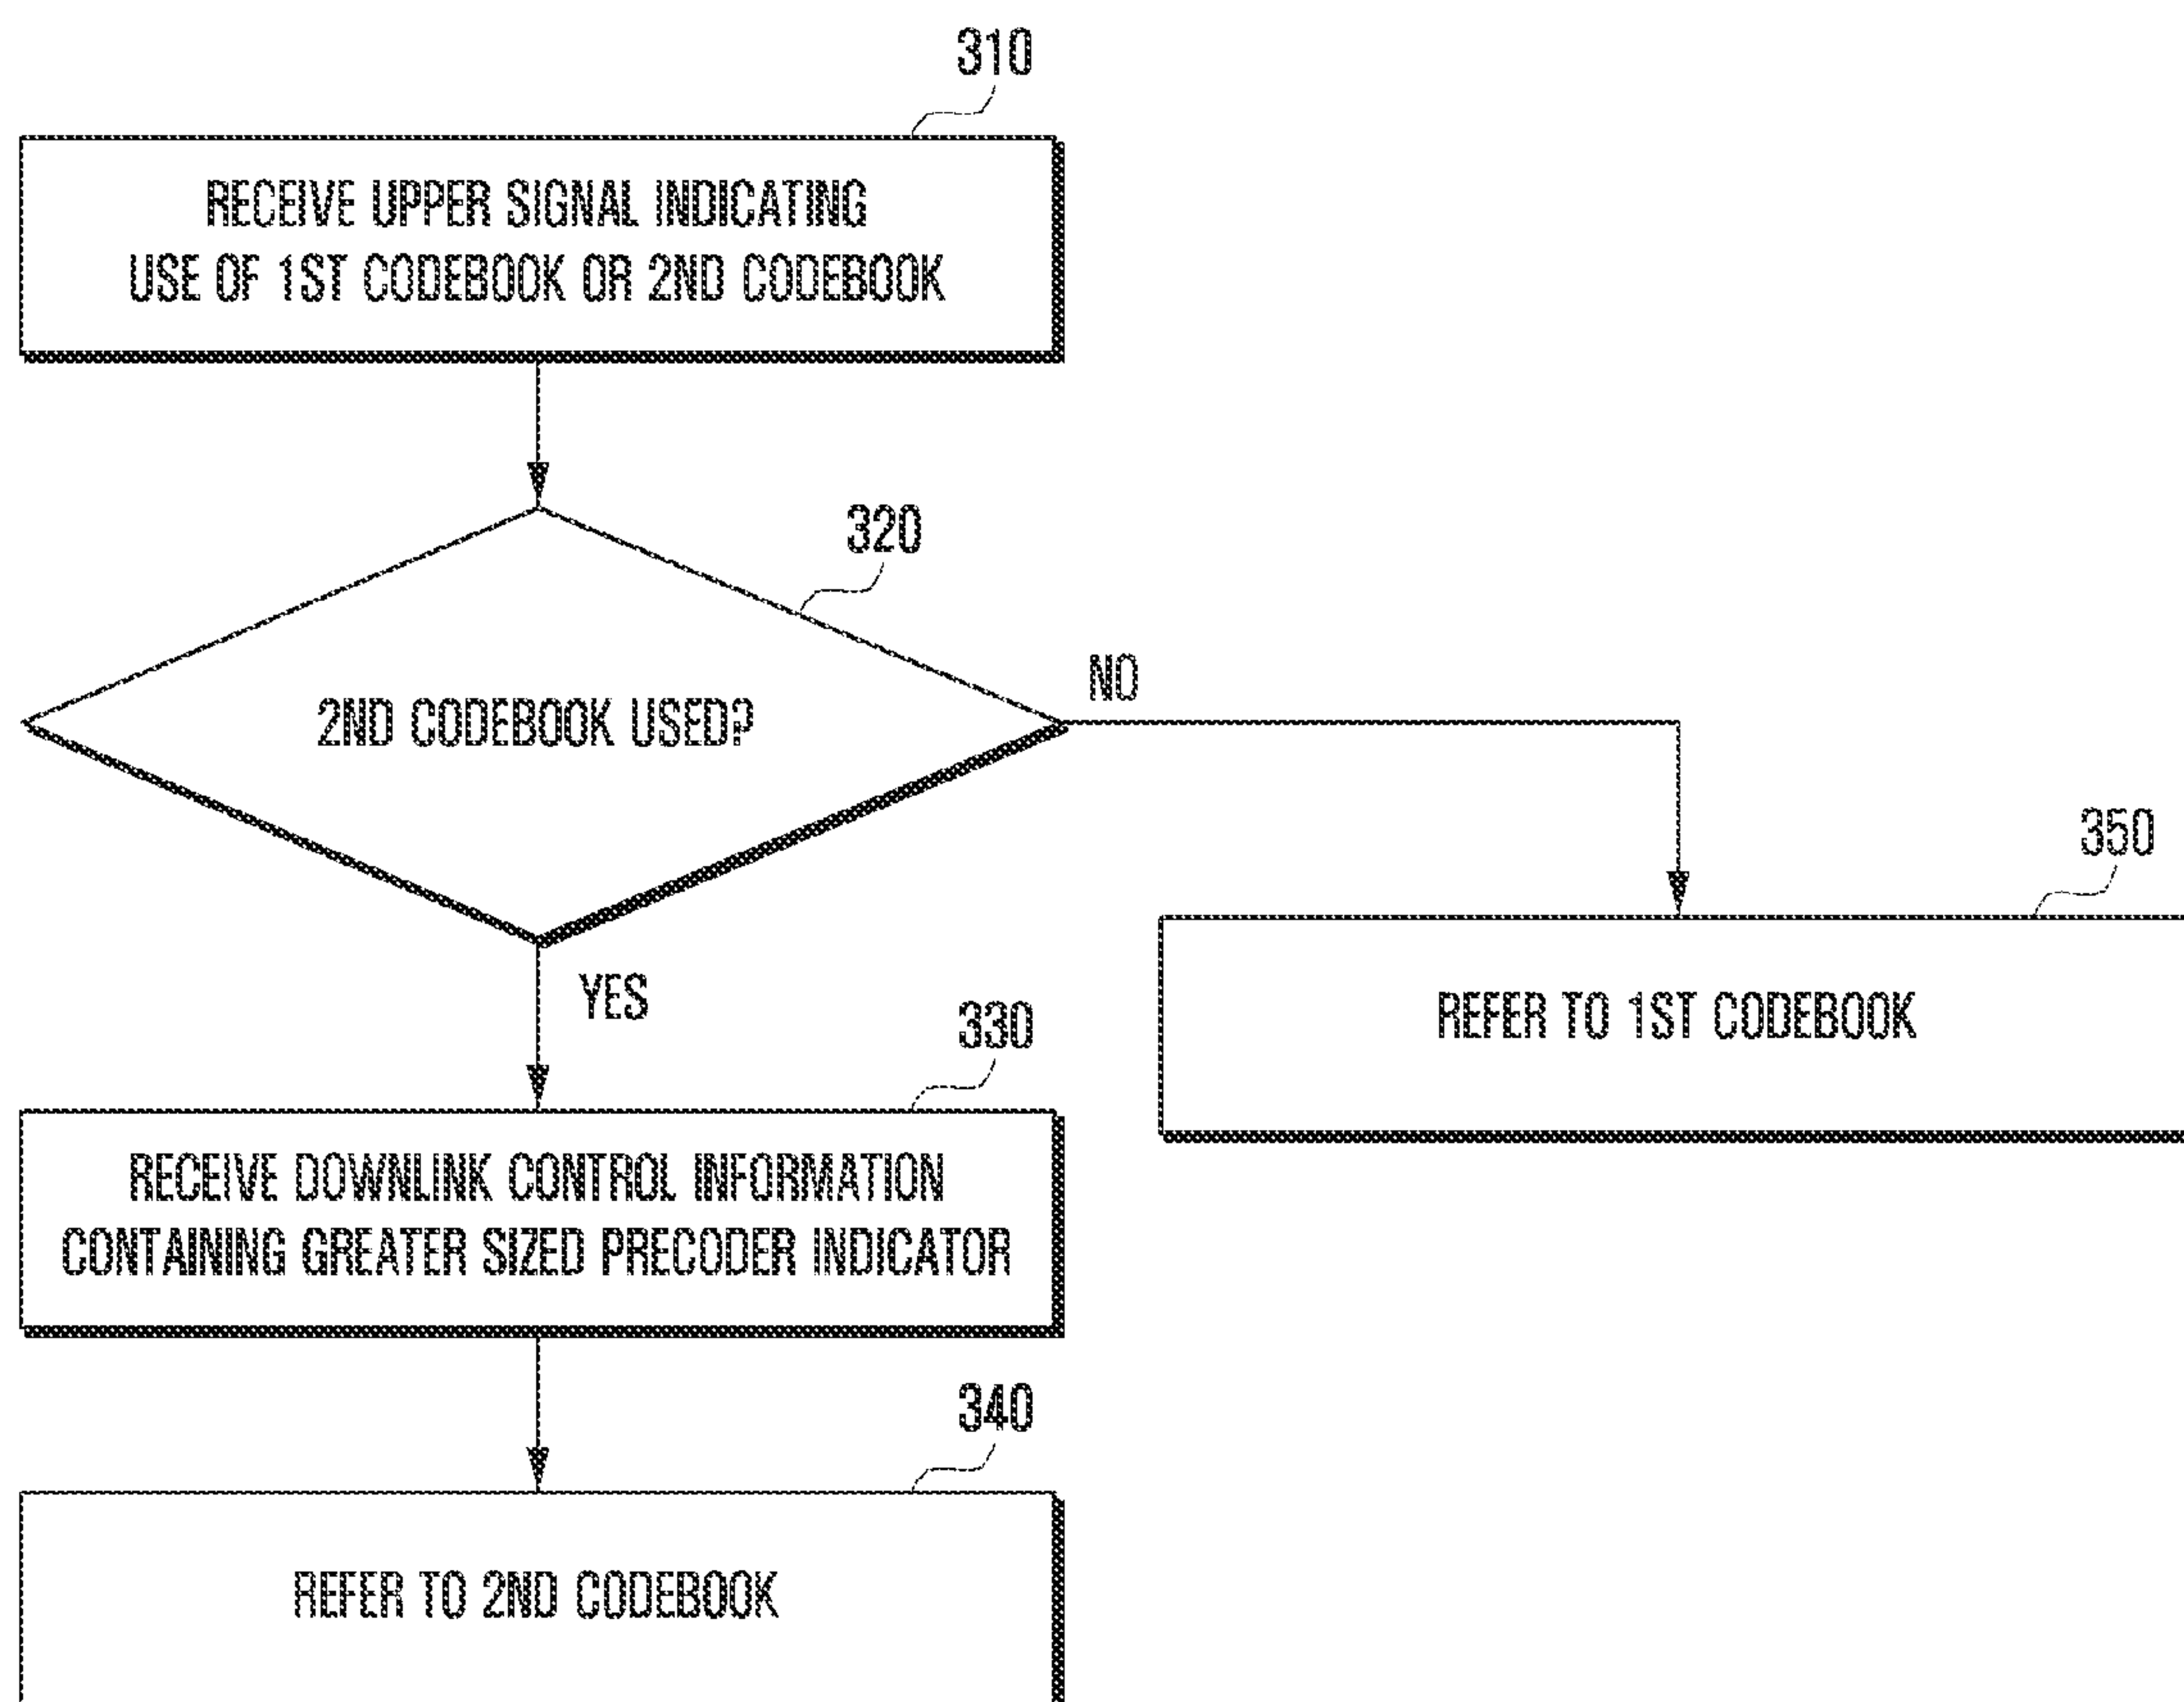 310
RECEIVE UPPER SIGNAL INDICATING
USE OF 1ST CODEBOOK OR 2ND CODEBOOK
320
2ND CODEBOOK USED?
NO
YES
350
REFER TO 1ST CODEBOOK
330
RECEIVE DOWNLINK CONTROL INFORMATION
CONTAINING GREATER SIZED PRECODER INDICATOR
340
REFER TO 2ND CODEBOOK